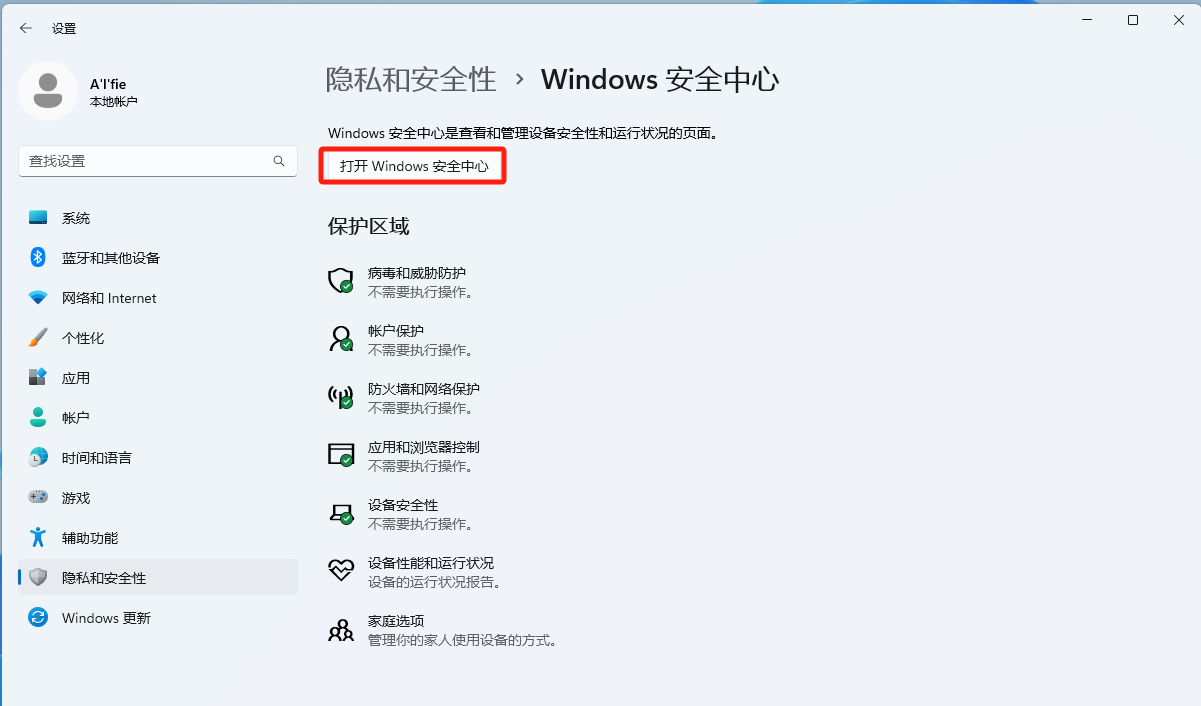 设置
A'l'fie
本地帐户
查找设置
系统
蓝牙和其他设备
网络和 Internet
个性化
应用
帐户
时间和语言
游戏
辅助功能
隐私和安全性
Windows 更新
隐私和安全性 › Windows 安全中心
Windows 安全中心是查看和管理设备安全性和运行状况的页面。
打开 Windows 安全中心
保护区域
病毒和威胁防护
不需要执行操作。
帐户保护
不需要执行操作。
防火墙和网络保护
不需要执行操作。
应用和浏览器控制
不需要执行操作。
设备安全性
不需要执行操作。
设备性能和运行状况
设备的运行状况报告。
家庭选项
管理你的家人使用设备的方式。